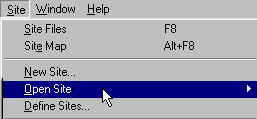 Site Window Help
Site Files F8
Site Map Alt+F8
New Site...
Open Site
Define Sites...